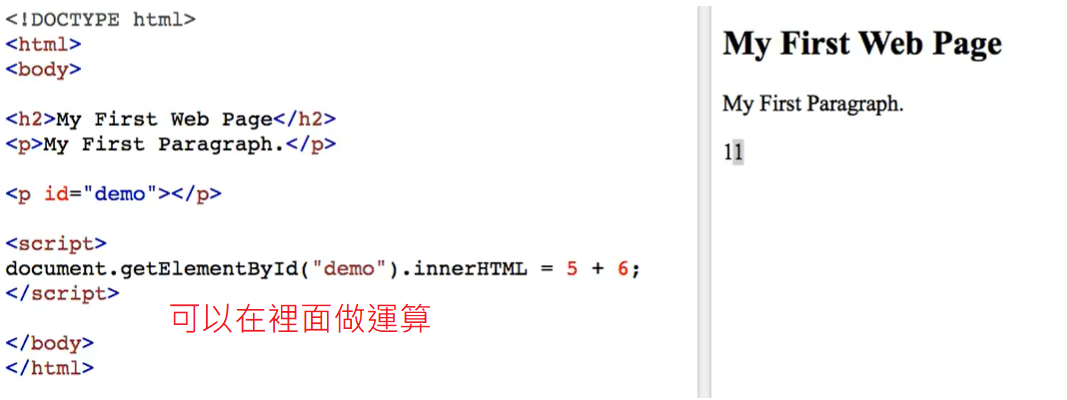 <!DOCTYPE html>
<html>
<body>
<h2>My First Web Page</h2>
<p>My First Paragraph.</p>
<p id="demo"></p>
<script>
document.getElementById("demo").innerHTML = 5 + 6;
</script>
可以在裡面做運算
</body>
</html>
My First Web Page
My First Paragraph.
11